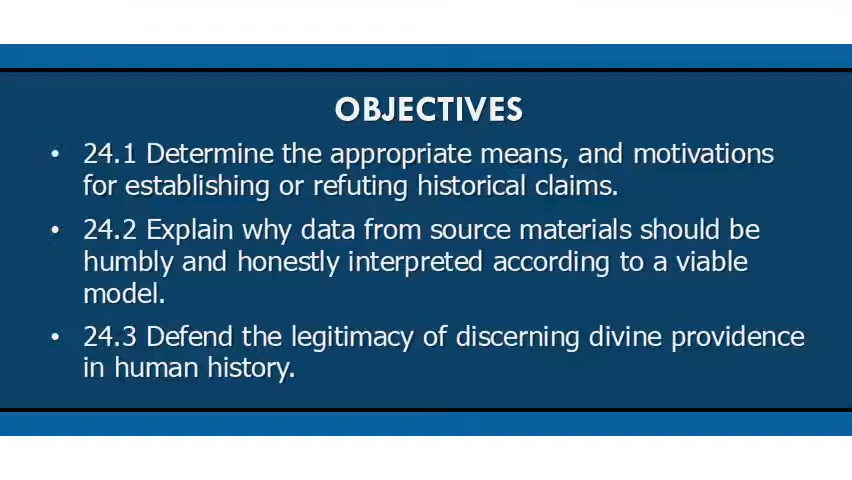 OBJECTIVES
• 24.1 Determine the appropriate means, and motivations
for establishing or refuting historical claims.
• 24.2 Explain why data from source materials should be
humbly and honestly interpreted according to a viable
model.
• 24.3 Defend the legitimacy of discerning divine providence
in human history.